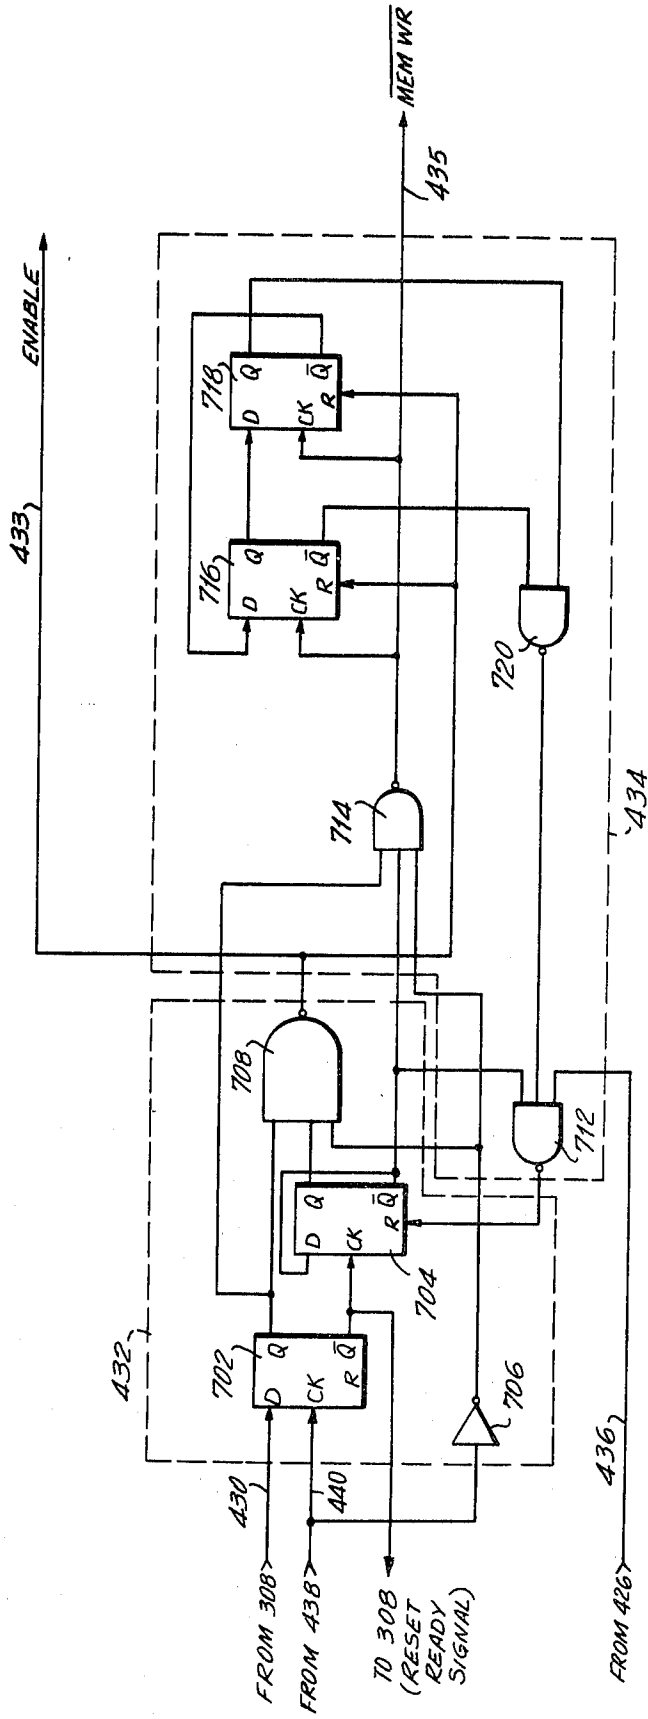 ENABLE
433
MEM WR
435
434
718
D
Q
CK
Q
R
716
D
Q
CK
Q
R
720
714
708
712
432
702
D
Q
CK
Q
R
704
D
Q
CK
Q
R
706
430
440
436
FROM 308
FROM 438
TO 308
(RESET
READY
SIGNAL)
FROM 426